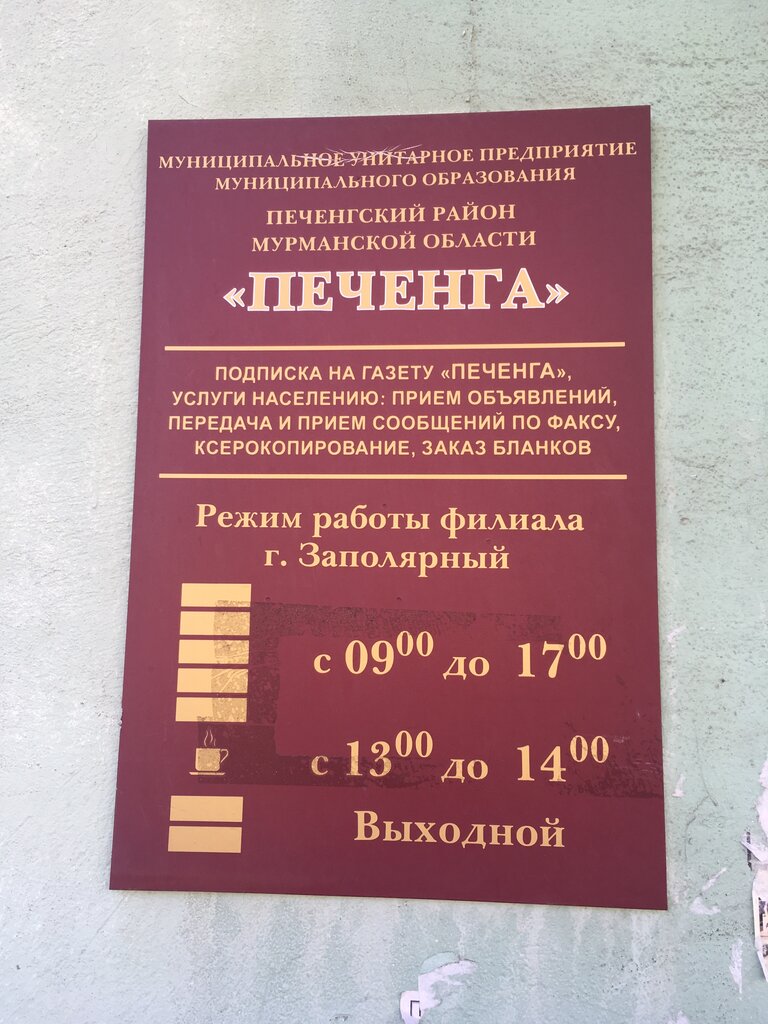 МУНИЦИПАЛЬНОЕ УНИТАРНОЕ ПРЕДПРИЯТИЕ
МУНИЦИПАЛЬНОГО ОБРАЗОВАНИЯ
ПЕЧЕНГСКИЙ РАЙОН
МУРМАНСКОЙ ОБЛАСТИ
«ПЕЧЕНГА»
ПОДПИСКА НА ГАЗЕТУ «ПЕЧЕНГА»,
УСЛУГИ НАСЕЛЕНИЮ: ПРИЕМ ОБЪЯВЛЕНИЙ,
ПЕРЕДАЧА И ПРИЕМ СООБЩЕНИЙ ПО ФАКСУ,
КСЕРОКОПИРОВАНИЕ, ЗАКАЗ БЛАНКОВ
Режим работы филиала
г. Заполярный
с 09⁰⁰ до 17⁰⁰
с 13⁰⁰ до 14⁰⁰
Выходной
П